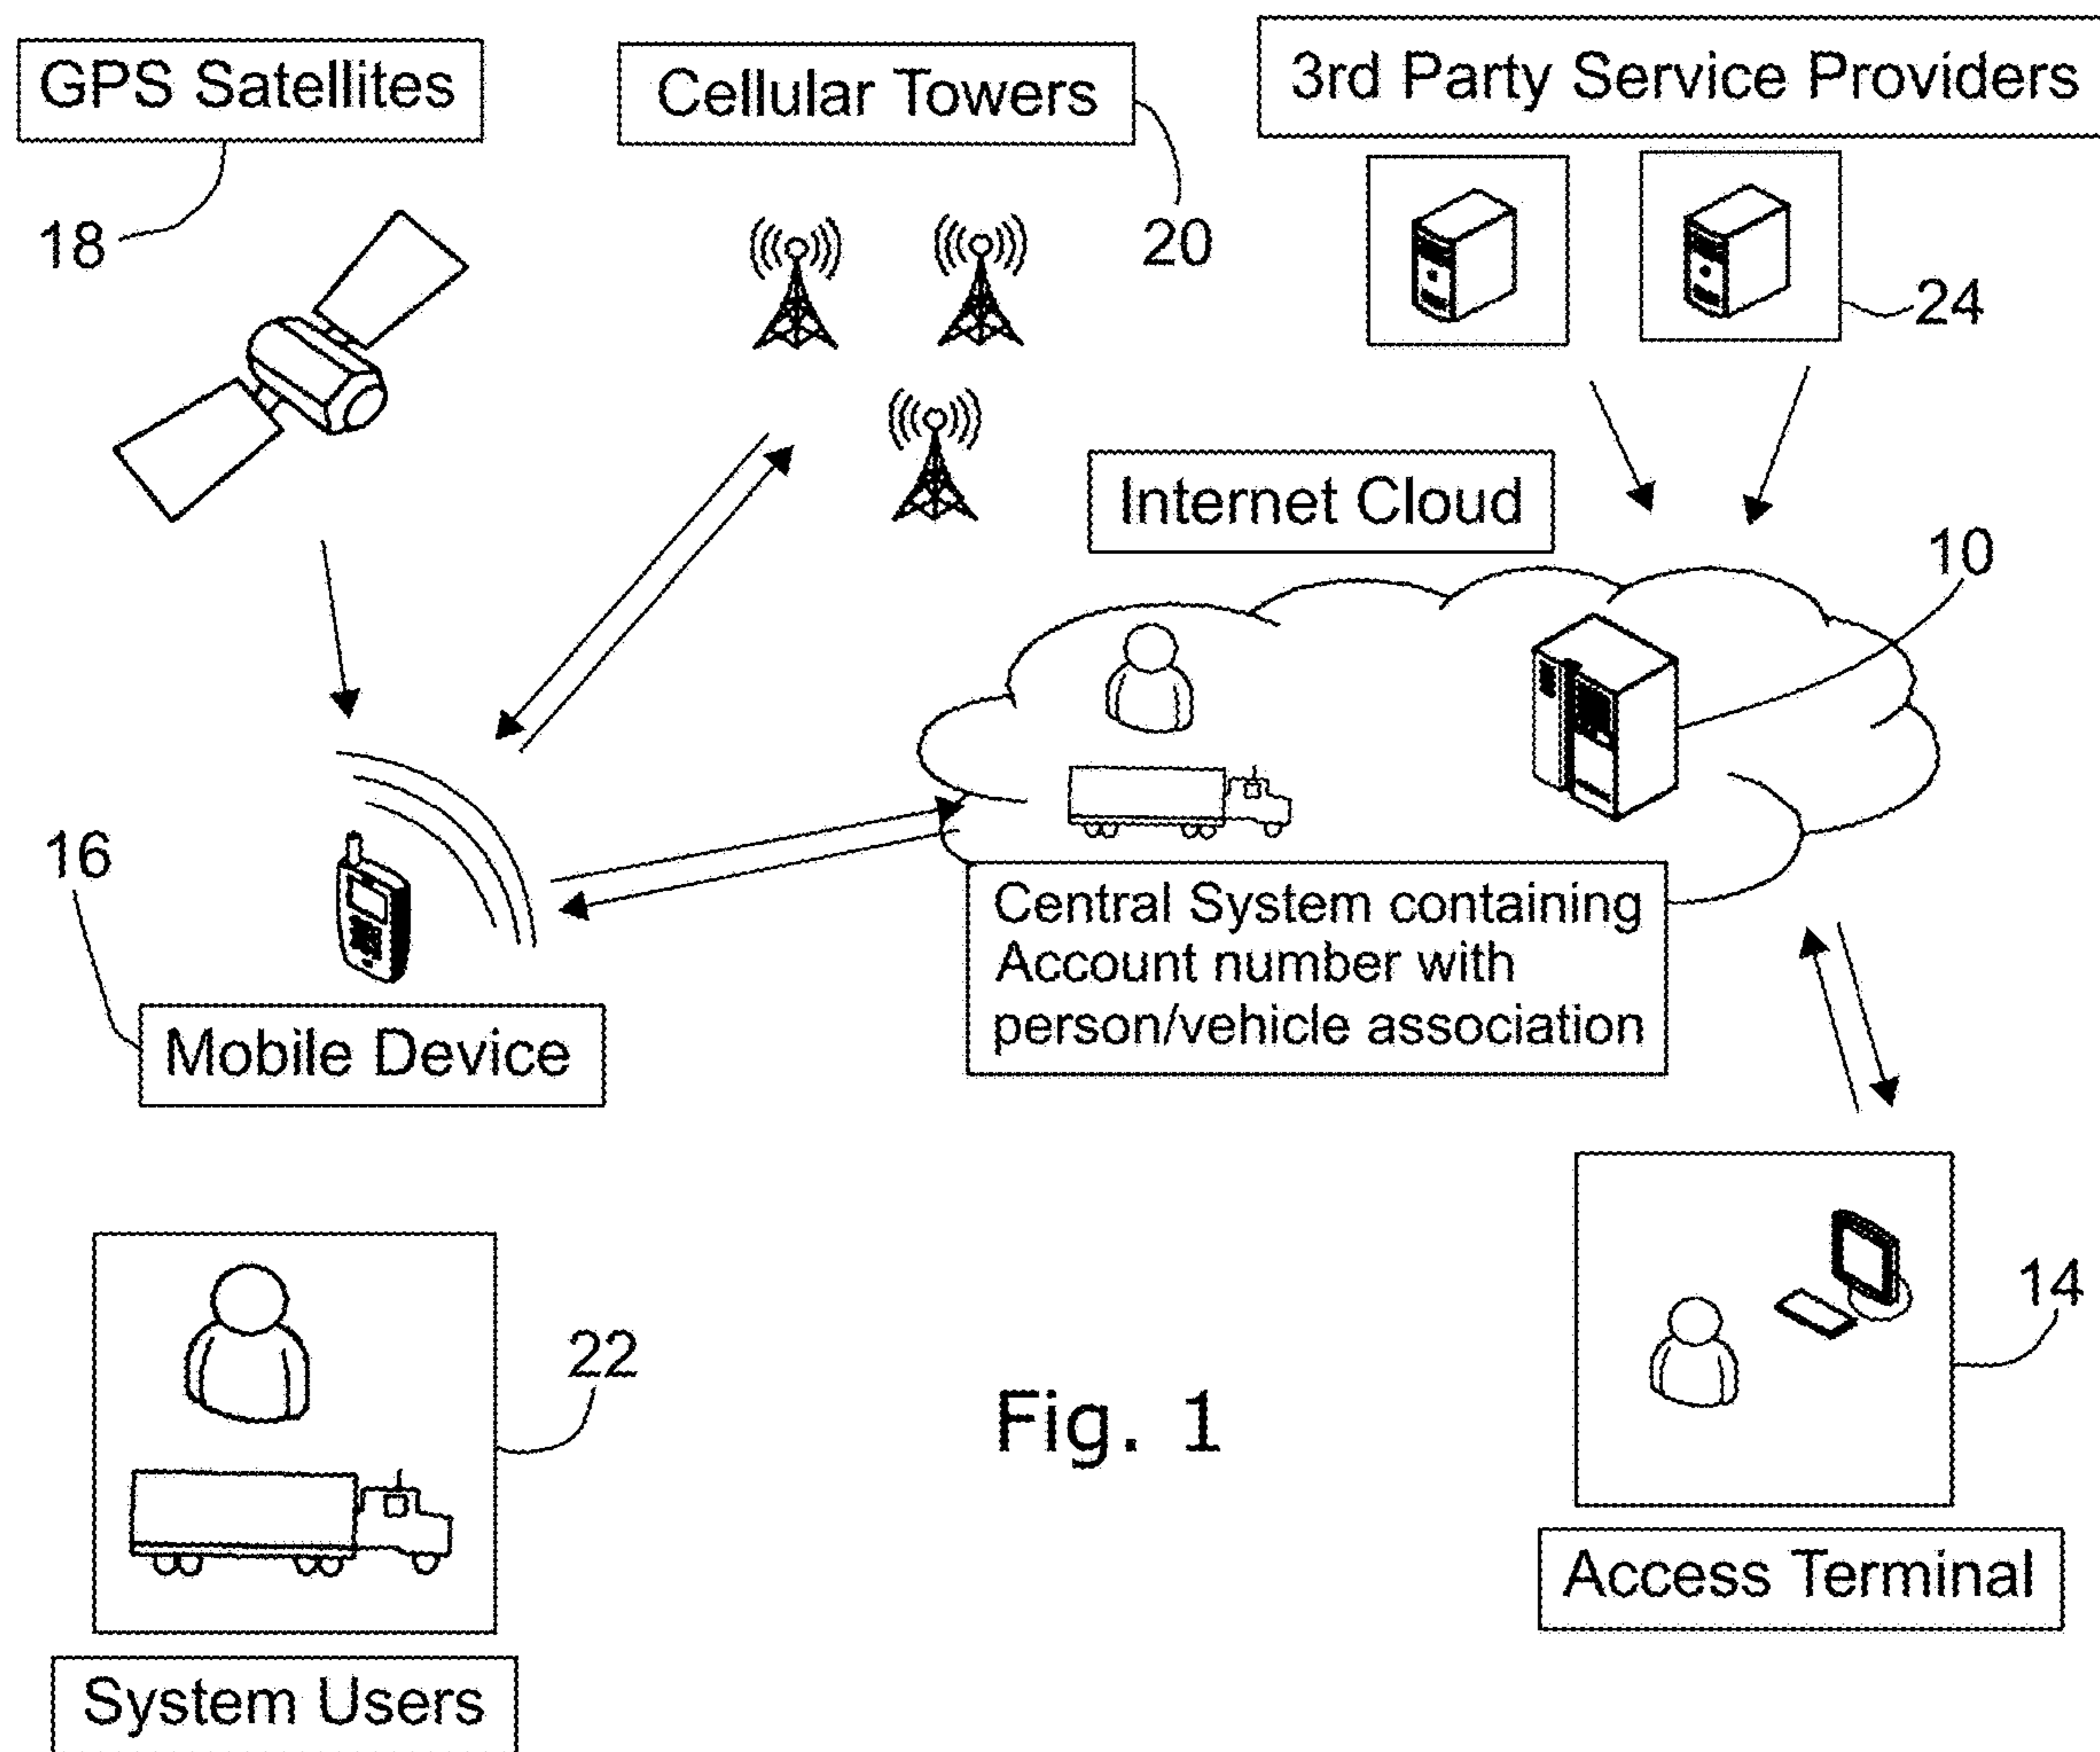 GPS Satellites
Cellular Towers
3rd Party Service Providers
18
20
24
Internet Cloud
10
16
Mobile Device
Central System containing
Account number with
person/vehicle association
22
14
Fig. 1
Access Terminal
System Users